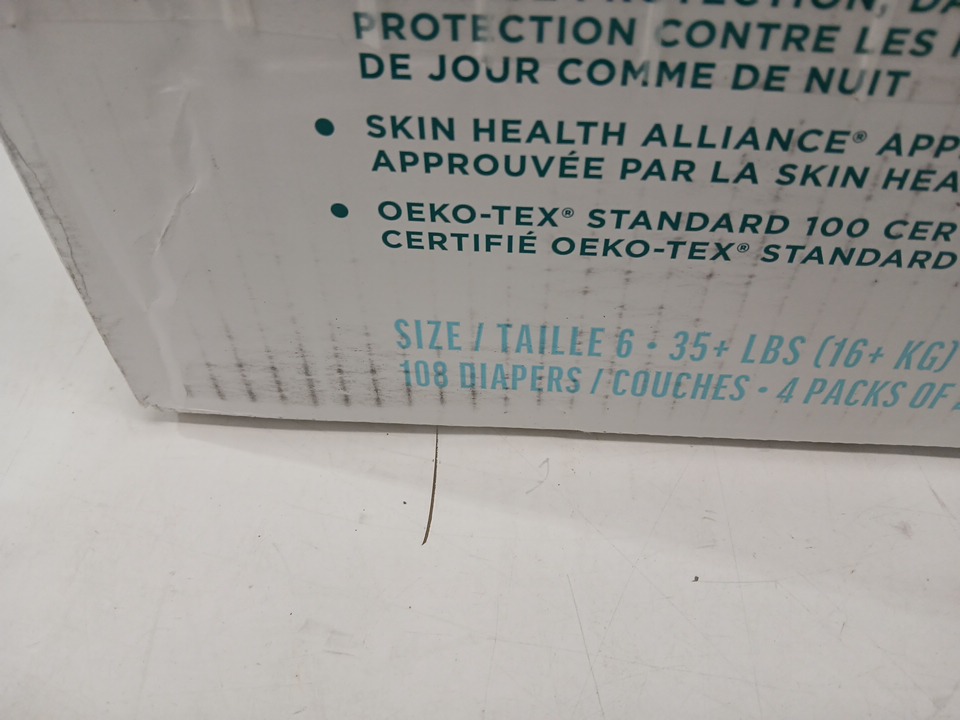 PROTECTION, DA
PROTECTION CONTRE LES
DE JOUR COMME DE NUIT
• SKIN HEALTH ALLIANCE® APP
APPROUVÉE PAR LA SKIN HEA
• OEKO-TEX® STANDARD 100 CER
CERTIFIÉ OEKO-TEX® STANDARD
SIZE / TAILLE 6 • 35+ LBS (16+ KG)
108 DIAPERS / COUCHES • 4 PACKS OF